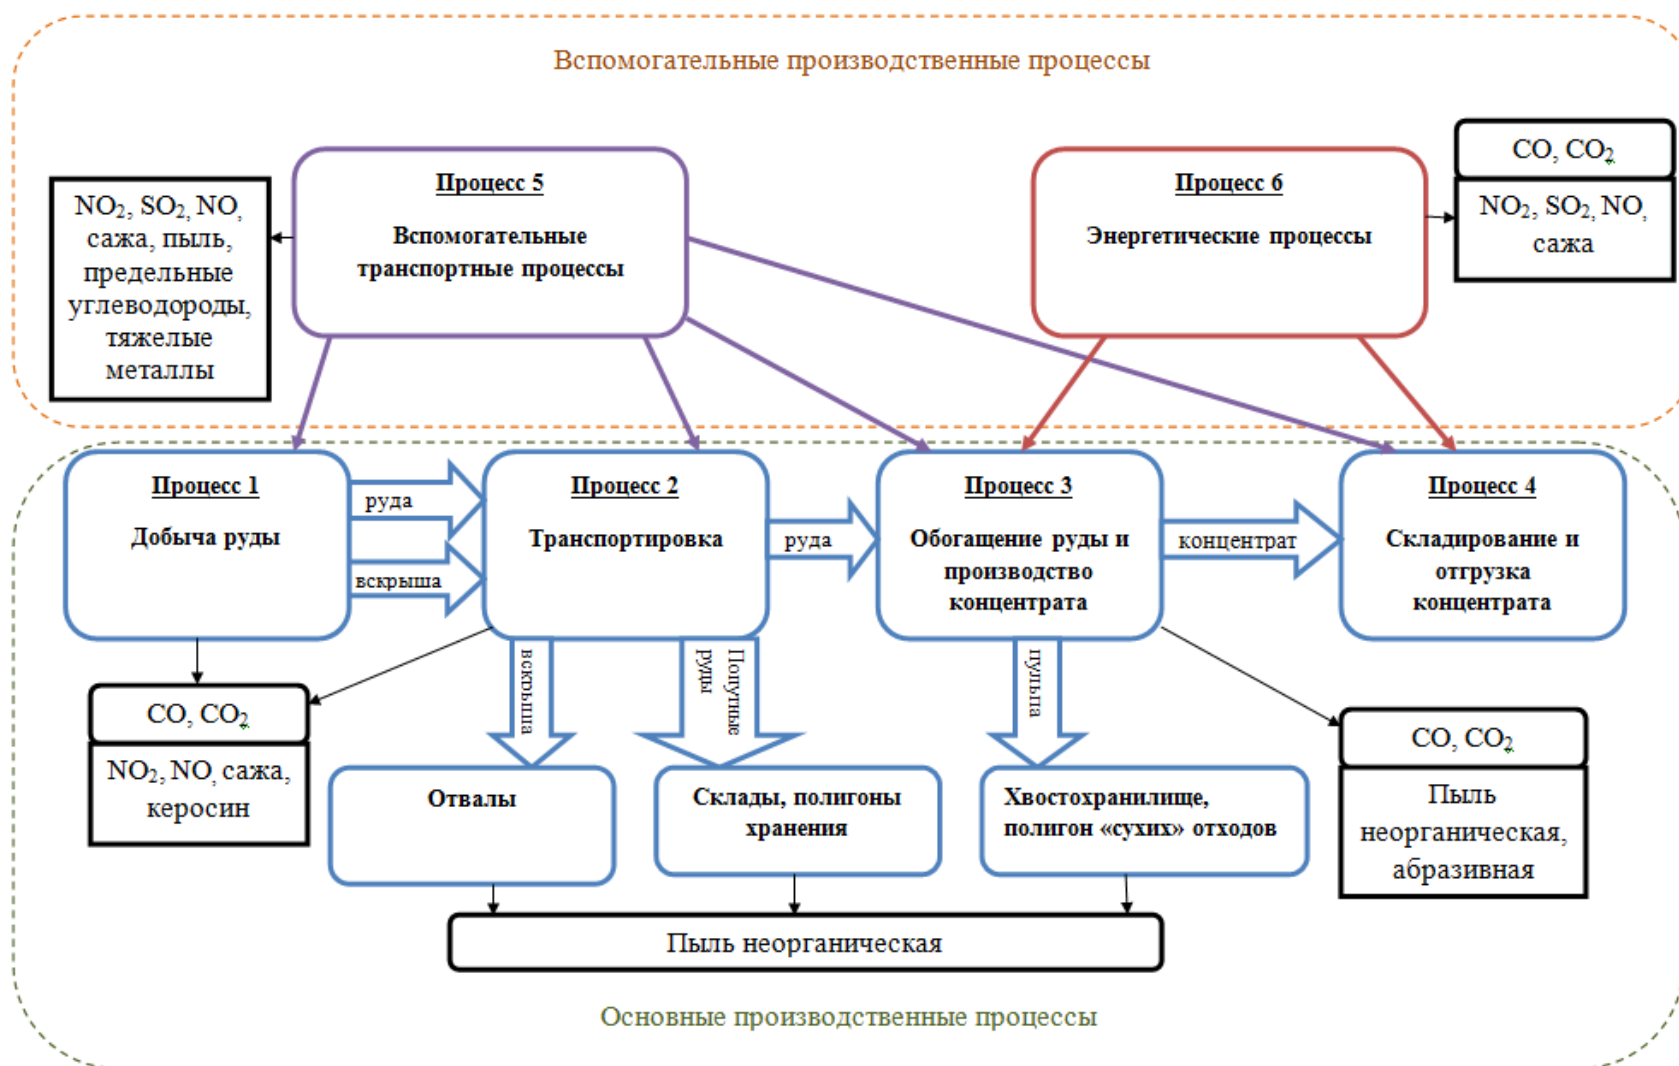 Вспомогательные производственные процессы
Процесс 5
Вспомогательные
транспортные процессы
NO₂, SO₂, NO,
сажа, пыль,
предельные
углеводороды,
тяжелые
металлы
Процесс 6
Энергетические процессы
CO, CO₂
NO₂, SO₂, NO,
сажа
Процесс 1
Добыча руды
руда
вскрыша
Процесс 2
Транспортировка
руда
Процесс 3
Обогащение руды и
производство
концентрата
концентрат
Процесс 4
Складирование и
отгрузка
концентрата
вскрыша
Попутные
руды
пульпа
CO, CO₂
NO₂, NO, сажа,
керосин
Отвалы
Склады, полигоны
хранения
Хвостохранилище,
полигон «сухих» отходов
CO, CO₂
Пыль
неорганическая,
абразивная
Пыль неорганическая
Основные производственные процессы